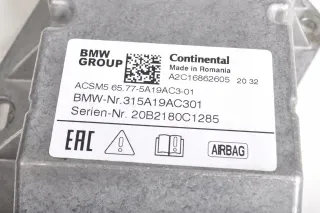 BMW GROUP
Continental
Made in Romania
A2C16862605 20 32
ACSM5 65.77-5A19AC3-01
BMW-Nr.315A19AC301
Serien-Nr. 20B2180C1285
EAC
AIRBAG